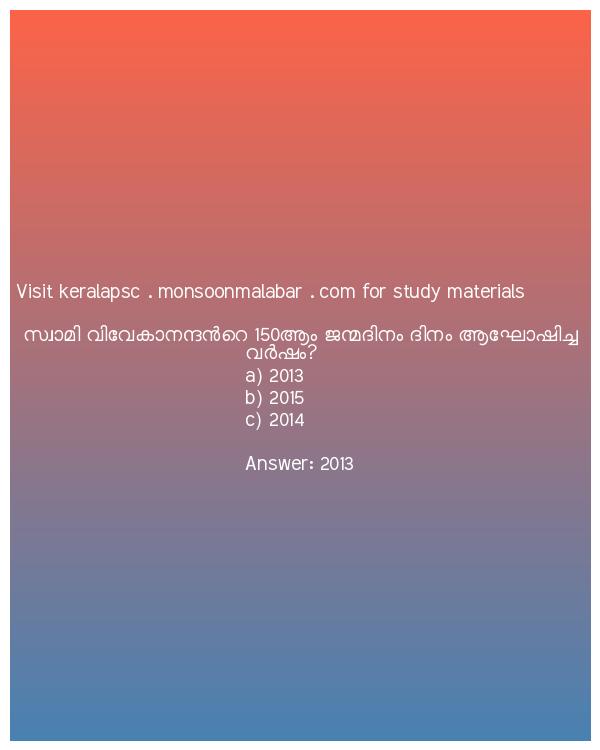 Visit keralapsc . monsoonmalabar . com for study materials
സ്വാമി വിവേകാനന്ദൻറെ 150ആം ജന്മദിനം ദിനം ആഘോഷിച്ച
വർഷം?
a) 2013
b) 2015
c) 2014
Answer: 2013